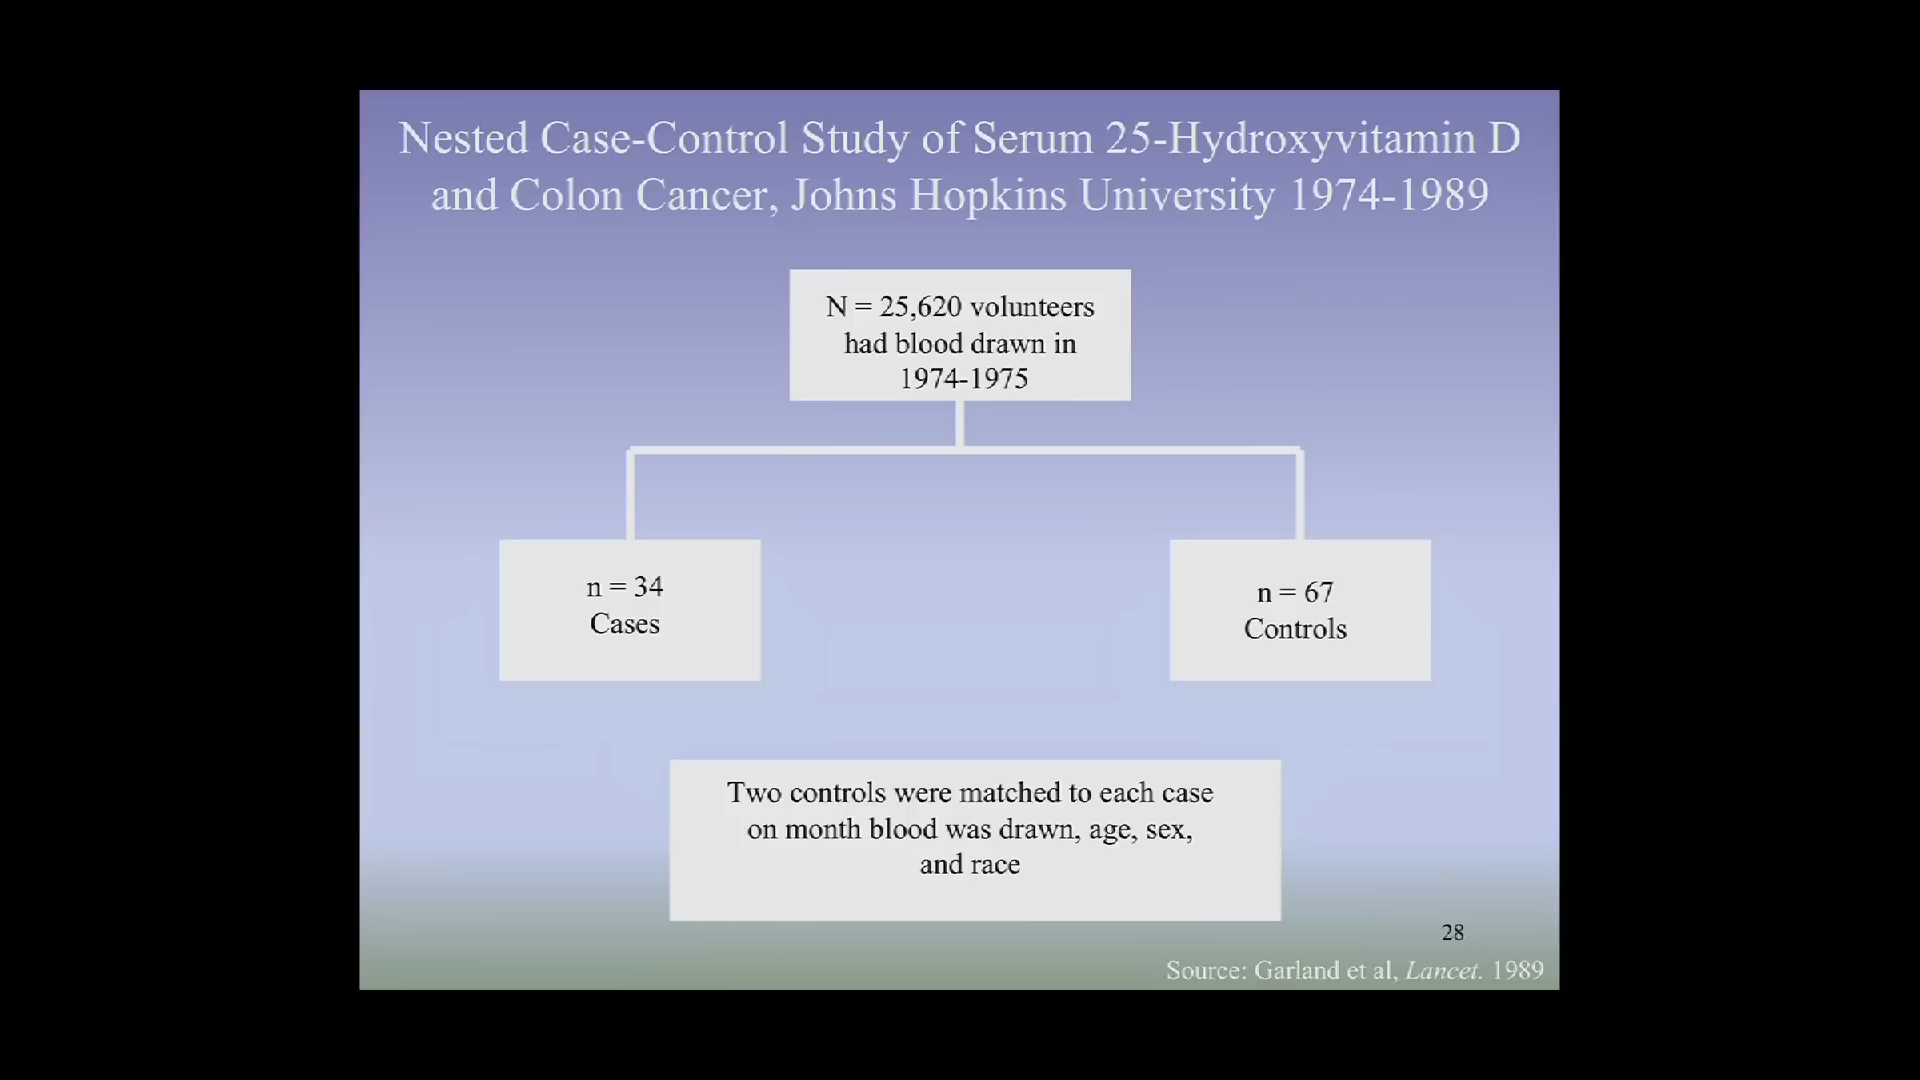 Nested Case-Control Study of Serum 25-Hydroxyvitamin D
and Colon Cancer, Johns Hopkins University 1974-1989
N = 25,620 volunteers
had blood drawn in
1974-1975
n = 34
Cases
n = 67
Controls
Two controls were matched to each case
on month blood was drawn, age, sex,
and race
28
Source: Garland et al, Lancet. 1989